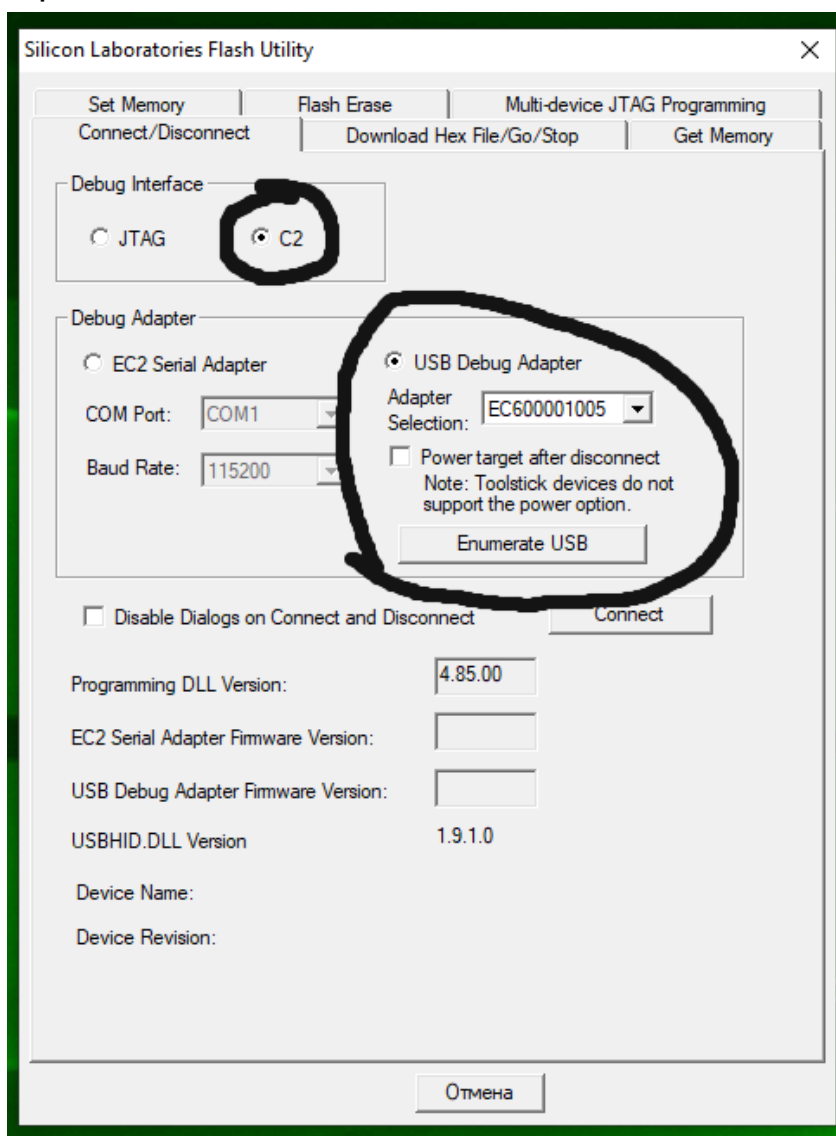 Silicon Laboratories Flash Utility
Set Memory Flash Erase Multi-device JTAG Programming
Connect/Disconnect Download Hex File/Go/Stop Get Memory
Debug Interface
JTAG C2
Debug Adapter
EC2 Serial Adapter USB Debug Adapter
COM Port: COM1 Adapter Selection: EC600001005
Baud Rate: 115200 Power target after disconnect
Note: Toolstick devices do not
support the power option.
Enumerate USB
Disable Dialogs on Connect and Disconnect Connect
Programming DLL Version: 4.85.00
EC2 Serial Adapter Firmware Version:
USB Debug Adapter Firmware Version:
USBHID.DLL Version 1.9.1.0
Device Name:
Device Revision:
Отмена